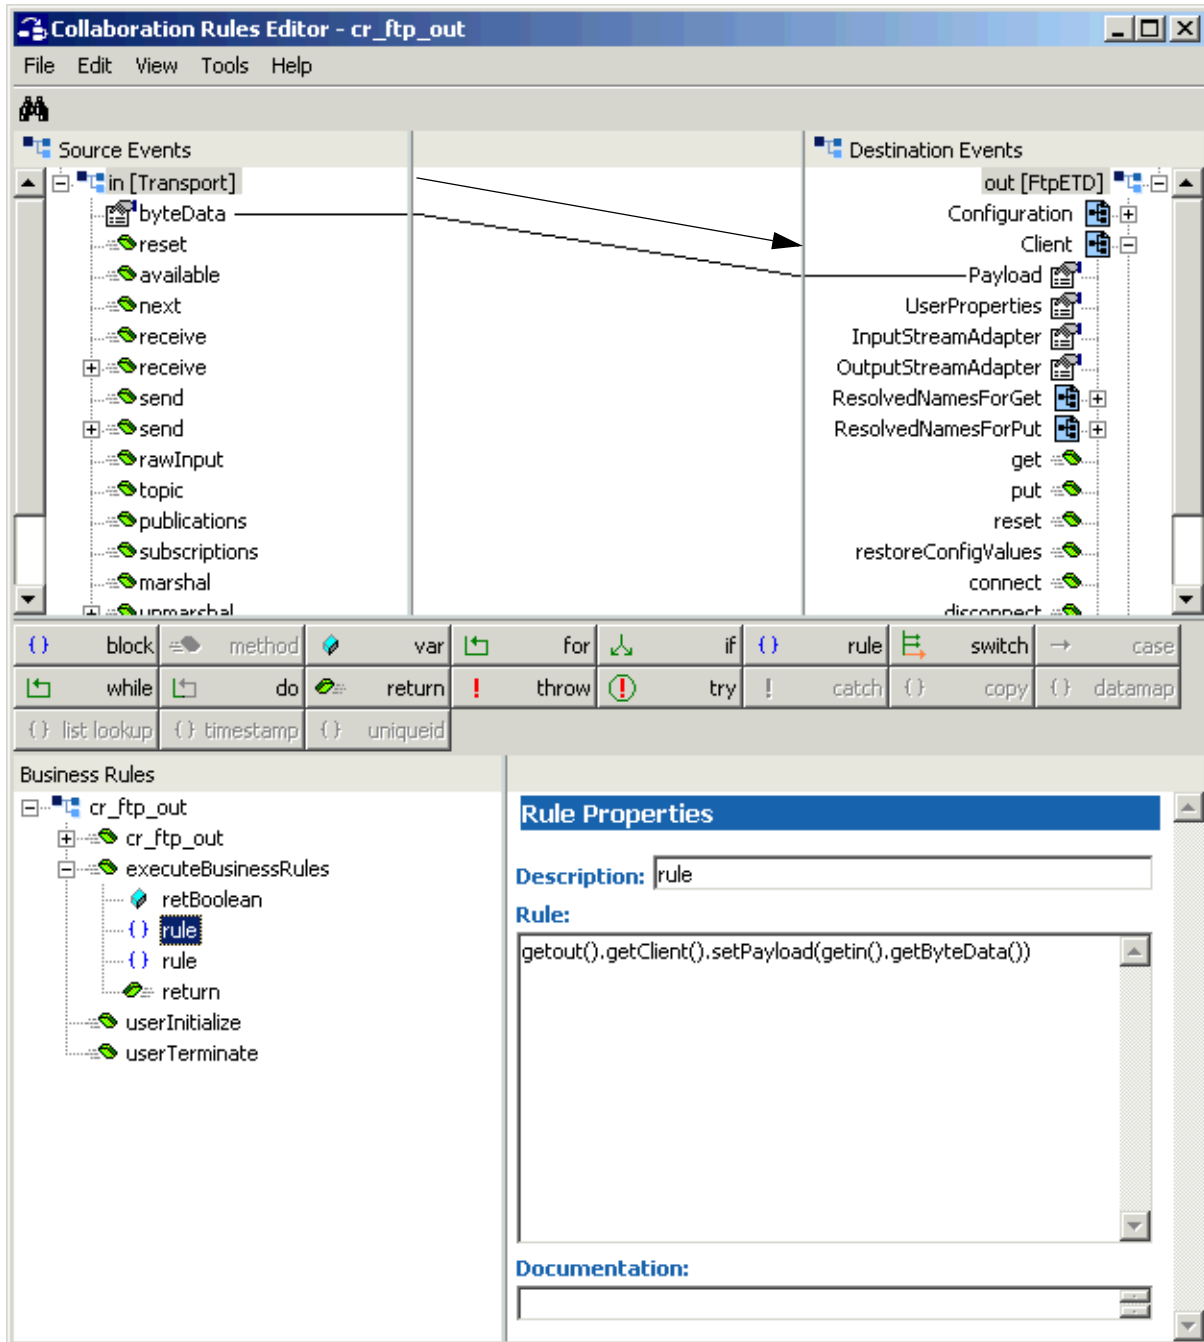 Collaboration Rules Editor - cr_ftp_out
File Edit View Tools Help
Source Events
Destination Events
in [Transport]
out [FtpETD]
byteData
Configuration
reset
Client
available
Payload
next
UserProperties
receive
InputStreamAdapter
receive
OutputStreamAdapter
send
ResolvedNamesForGet
send
ResolvedNamesForPut
rawInput
get
topic
put
publications
reset
subscriptions
restoreConfigValues
marshal
connect
unmarshal
disconnect
{} block method var for if {} rule switch case
while do return throw try catch {} copy {} datamap
{} list lookup {} timestamp {} uniqueid
Business Rules
cr_ftp_out
Rule Properties
cr_ftp_out
executeBusinessRules
Description: rule
retBoolean
Rule:
{} rule
getout().getClient().setPayload(getin().getByteData())
{} rule
return
userInitialize
userTerminate
Documentation: